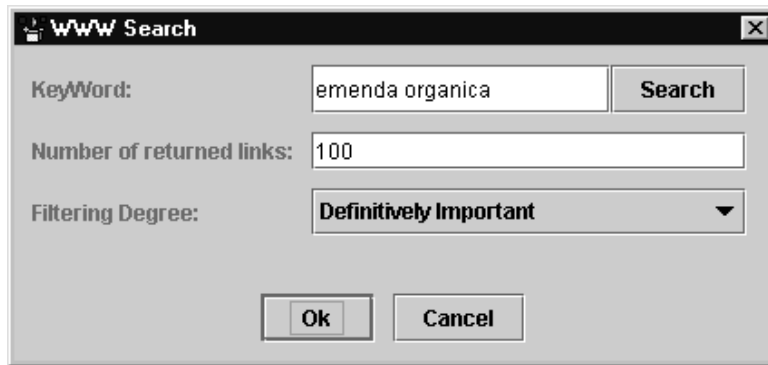 WWW Search
KeyWord: emenda organica Search
Number of returned links: 100
Filtering Degree: Definitively Important
Ok Cancel